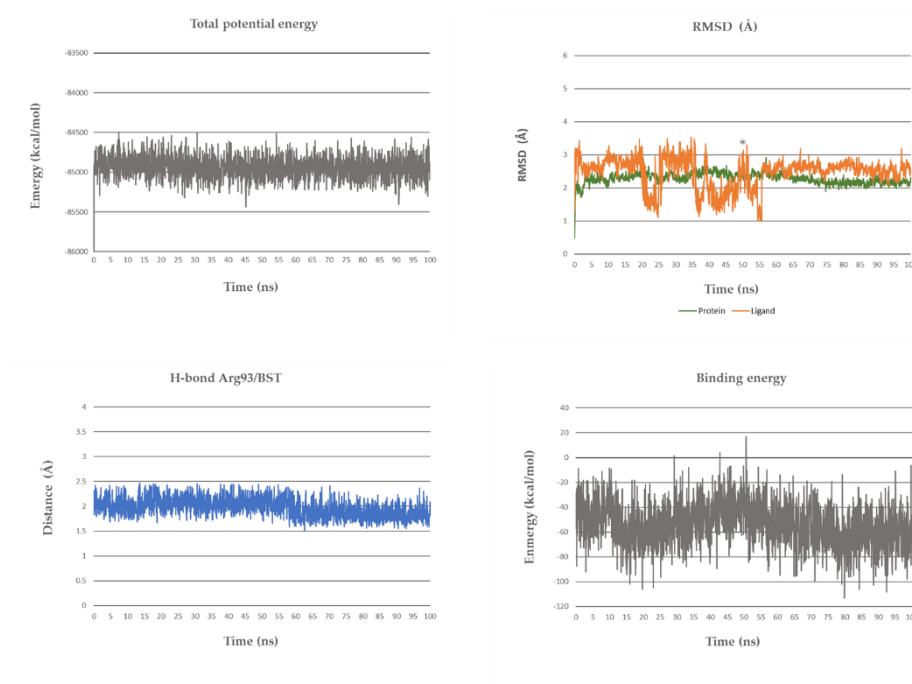 Total potential energy
Emergy (kcal/mol)
-83500
-84000
-84500
-85000
-85500
-86000
0 5 10 15 20 25 30 35 40 45 50 55 60 65 70 75 80 85 90 95 100
Time (ns)
RMSD (Å)
RMSD (Å)
6
5
4
3
2
1
0
0 5 10 15 20 25 30 35 40 45 50 55 60 65 70 75 80 85 90 95
Time (ns)
Protein Ligand
H-bond Arg93/BST
Distance (Å)
4
3.5
3
2.5
2
1.5
1
0.5
0
0 5 10 15 20 25 30 35 40 45 50 55 60 65 70 75 80 85 90 95 100
Time (ns)
Binding energy
Enmergy (kcal/mol)
40
20
0
-20
-40
-60
-80
-100
-120
0 5 10 15 20 25 30 35 40 45 50 55 60 65 70 75 80 85 90 95
Time (ns)